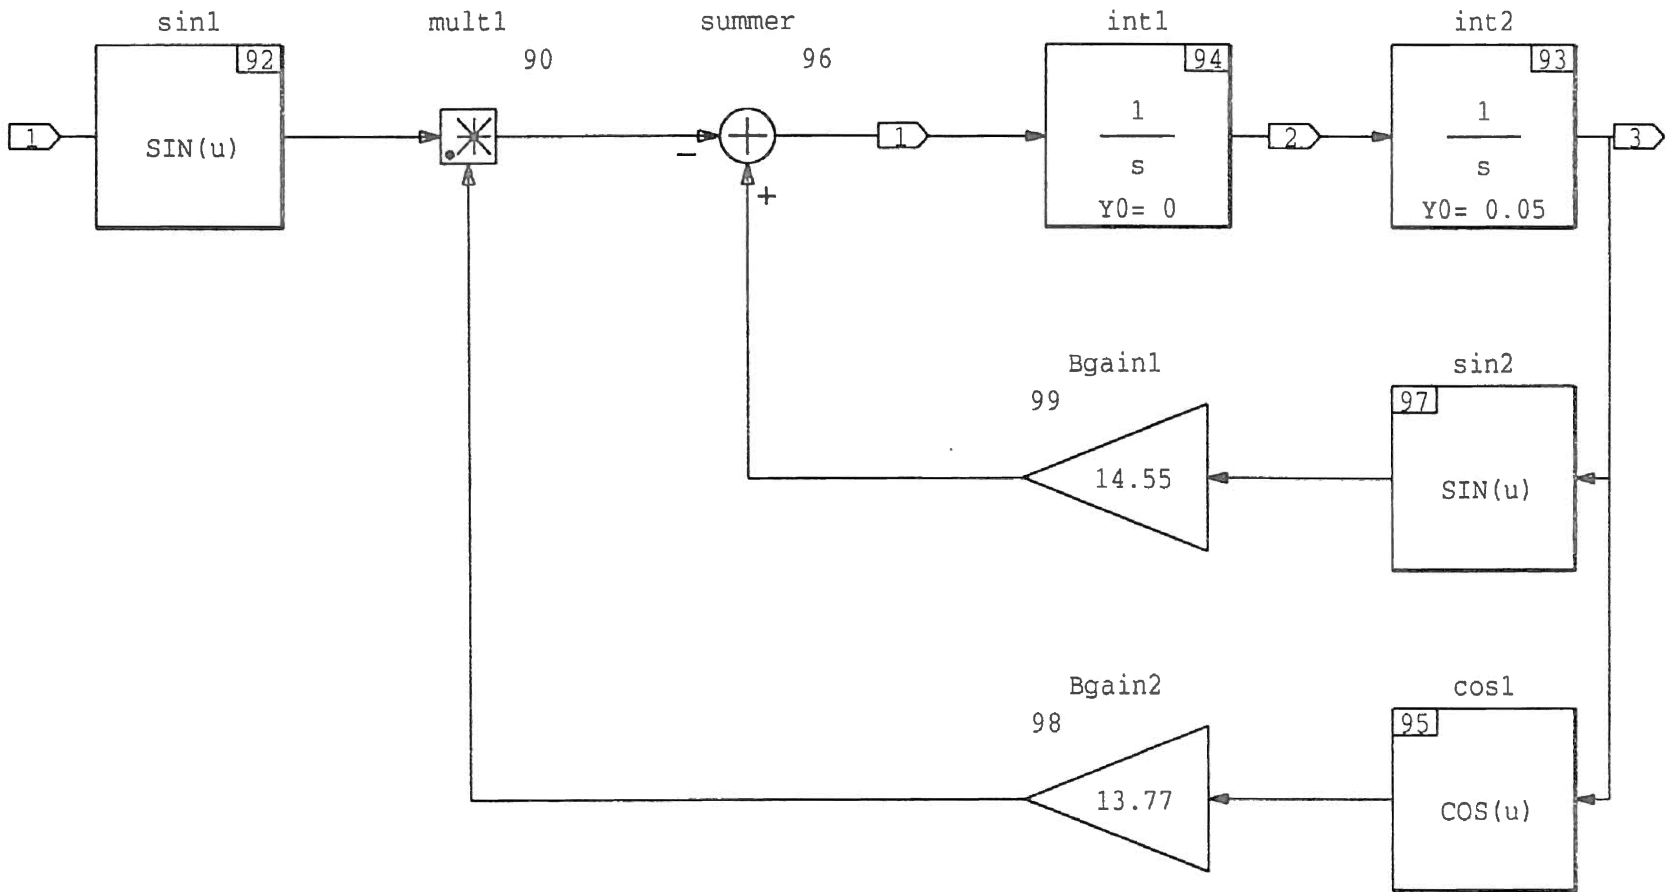 sin1 mult1 summer int1 int2
92 90 96 94 93
1 SIN(u) - + 1 1/s 2 1/s 3
Y0= 0 Y0= 0.05
Bgain1 sin2
99 97
14.55 SIN(u)
Bgain2 cos1
98 95
13.77 COS(u)